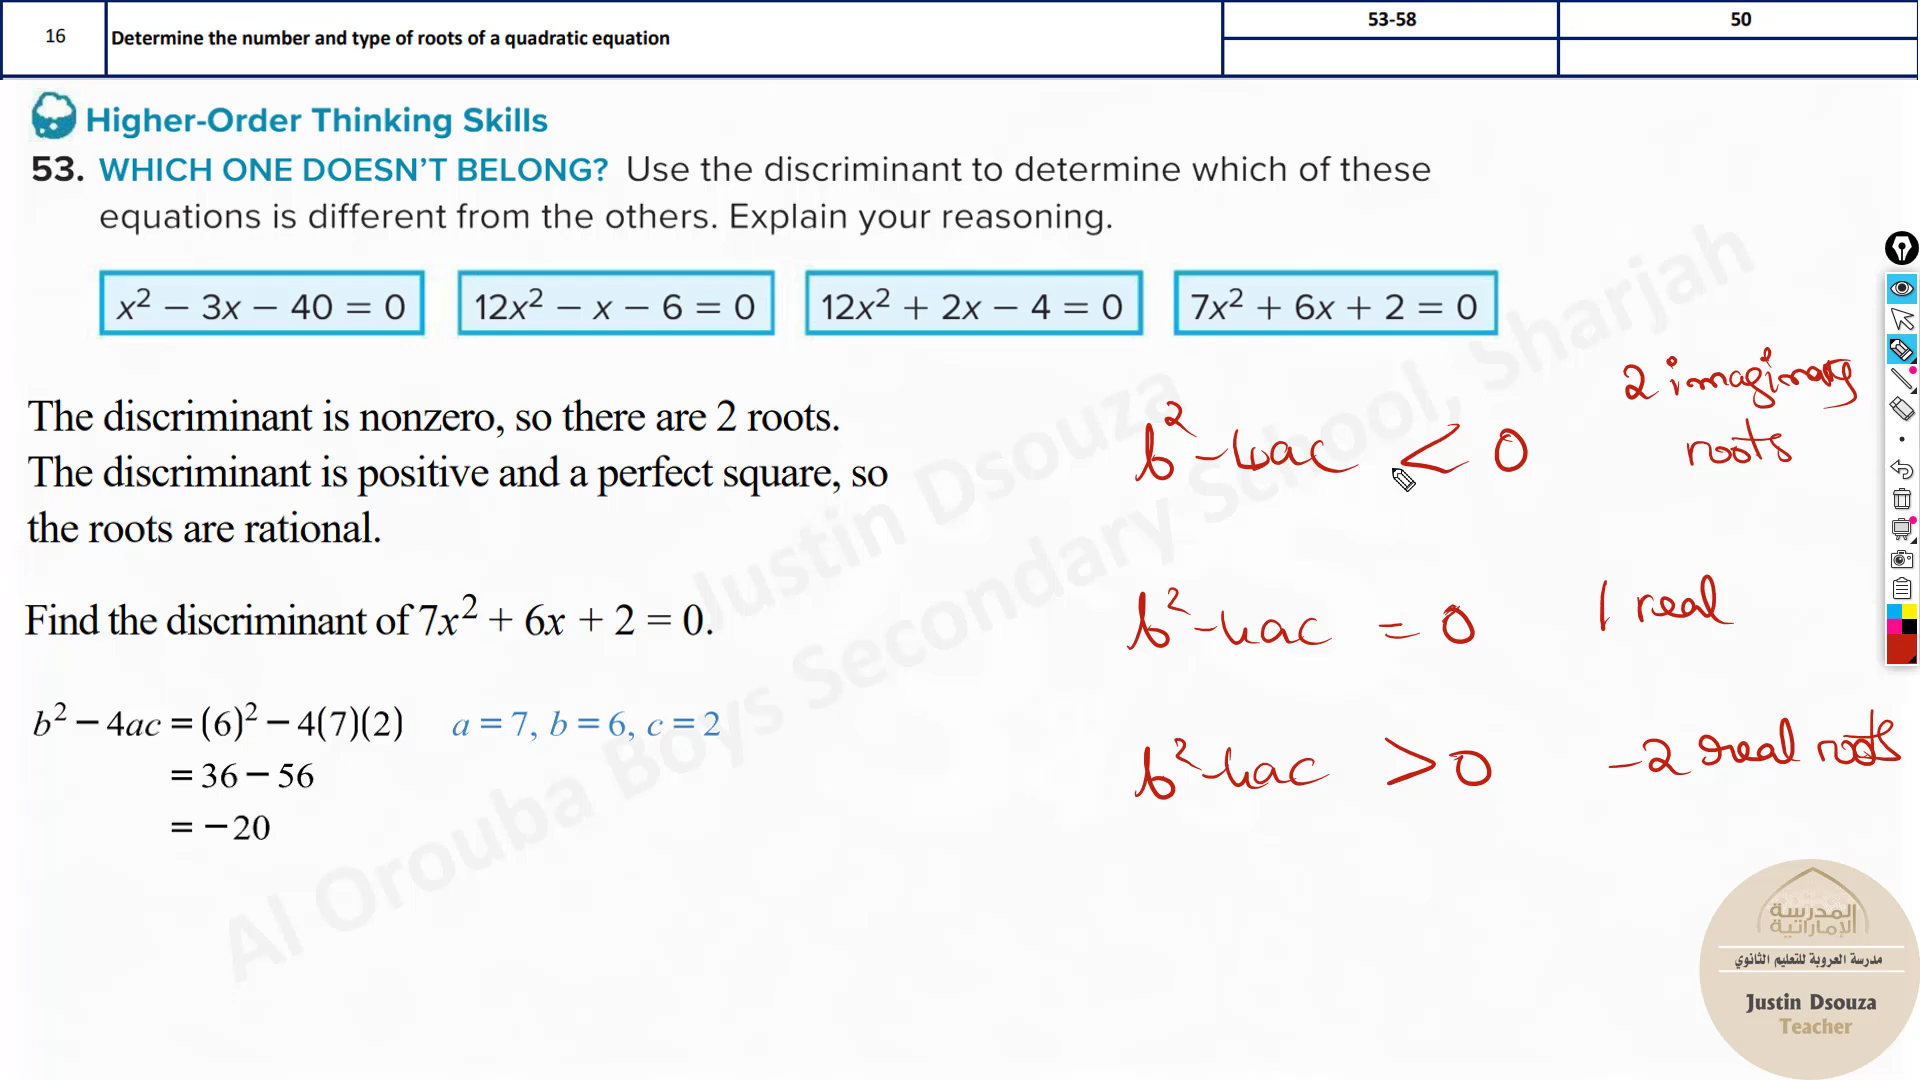 16
Determine the number and type of roots of a quadratic equation
53-58
50
Higher-Order Thinking Skills
53. WHICH ONE DOESN'T BELONG? Use the discriminant to determine which of these
equations is different from the others. Explain your reasoning.
x² − 3x − 40 = 0
12x² − x − 6 = 0
12x² + 2x − 4 = 0
7x² + 6x + 2 = 0
The discriminant is nonzero, so there are 2 roots.
The discriminant is positive and a perfect square, so
the roots are rational.
Find the discriminant of 7x² + 6x + 2 = 0.
b² − 4ac = (6)² − 4(7)(2) a = 7, b = 6, c = 2
= 36 − 56
= −20
b² − 4ac < 0
2 imaginary
roots
b² − 4ac = 0
1 real
b² − 4ac > 0
− 2 real roots
Justin Dsouza
Al Orouba Boys Secondary School, Sharjah
المدرسة
الإماراتية
مدرسة العروبة للتعليم الثانوي
Justin Dsouza
Teacher